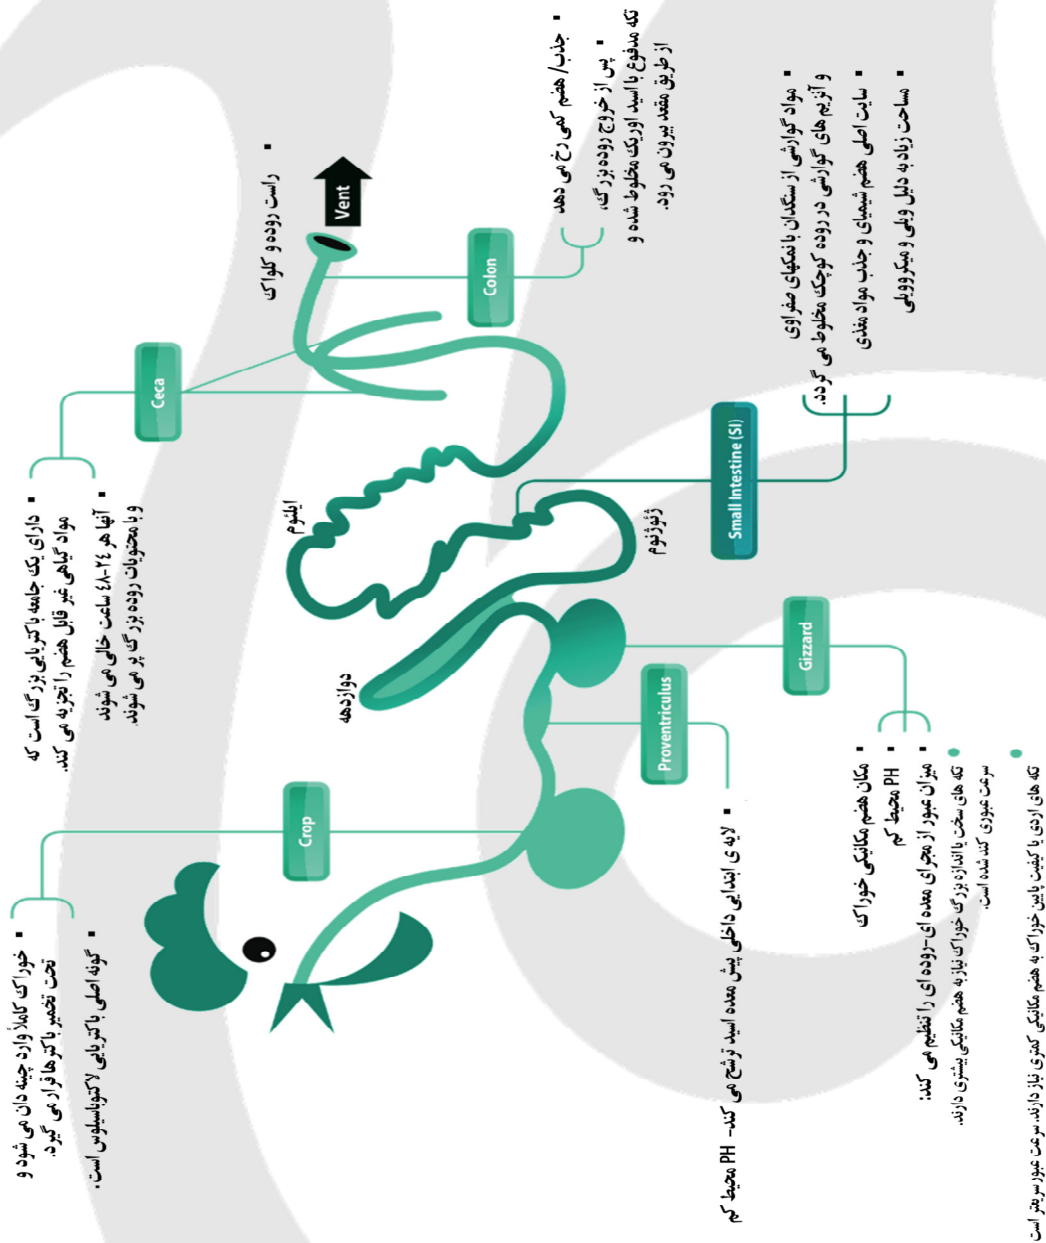 Crop
خوراک کاملاً وارد چینه دان می شود و
تحت تخمیر باکترها قرار می گیرد.
گونه اصلی باکتریایی لاکتوباسیلوس است.
Proventriculus
لایه ی ابتدایی داخلی پیش معده اسید ترشح می کند- PH محیط کم
Gizzard
مکان هضم مکانیکی خوراک
PH محیط کم
میزان عبور از مجرای معده ای-روده ای را تنظیم می کند:
تکه های سخت یا اندازه بزرگ خوراک نیاز به هضم مکانیکی بیشتری دارند.
سرعت عبوری کند شده است.
تکه های اردی یا کیفیت پایین خوراک به هضم مکانیکی کمتری نیاز دارند. سرعت عبور سریعتر است
دوازدهه
ژئوژنوم
ایلئوم
Small Intestine (SI)
مواد گوارشی از سنگدان با نمکهای صفراوی
و آنزیم های گوارشی در روده کوچک مخلوط می گردد.
سایت اصلی هضم شیمیای و جذب مواد مغذی
مساحت زیاد به دلیل ویلی و میکروویلی
Ceca
دارای یک جامعه باکتریایی بزرگ است که
مواد گیاهی غیر قابل هضم را تجزیه می کند.
آنها هر ٢٤-٤٨ ساعت خالی می شوند
و با محتویات روده بزرگ پر می شوند.
Colon
جذب/ هضم کمی رخ می دهد
پس از خروج روده بزرگ،
تکه مدفوع با اسید اوریک مخلوط شده و
از طریق مقعد بیرون می رود.
راست روده و کلواک
Vent